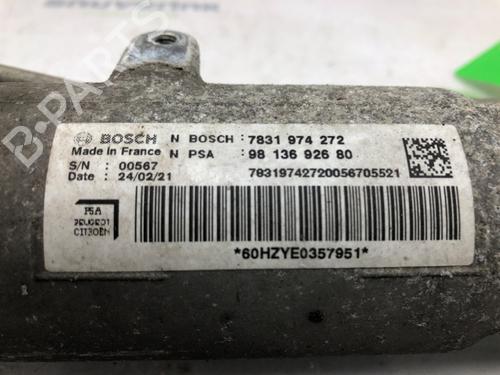 BOSCH N BOSCH : 7831 974 272
Made in France N PSA : 98 136 926 80
S/N : 00567
Date : 24/02/21 78319742720056705521
PSA
PEUGEOT
CITROËN
*60HZYE0357951*
B-PARTS